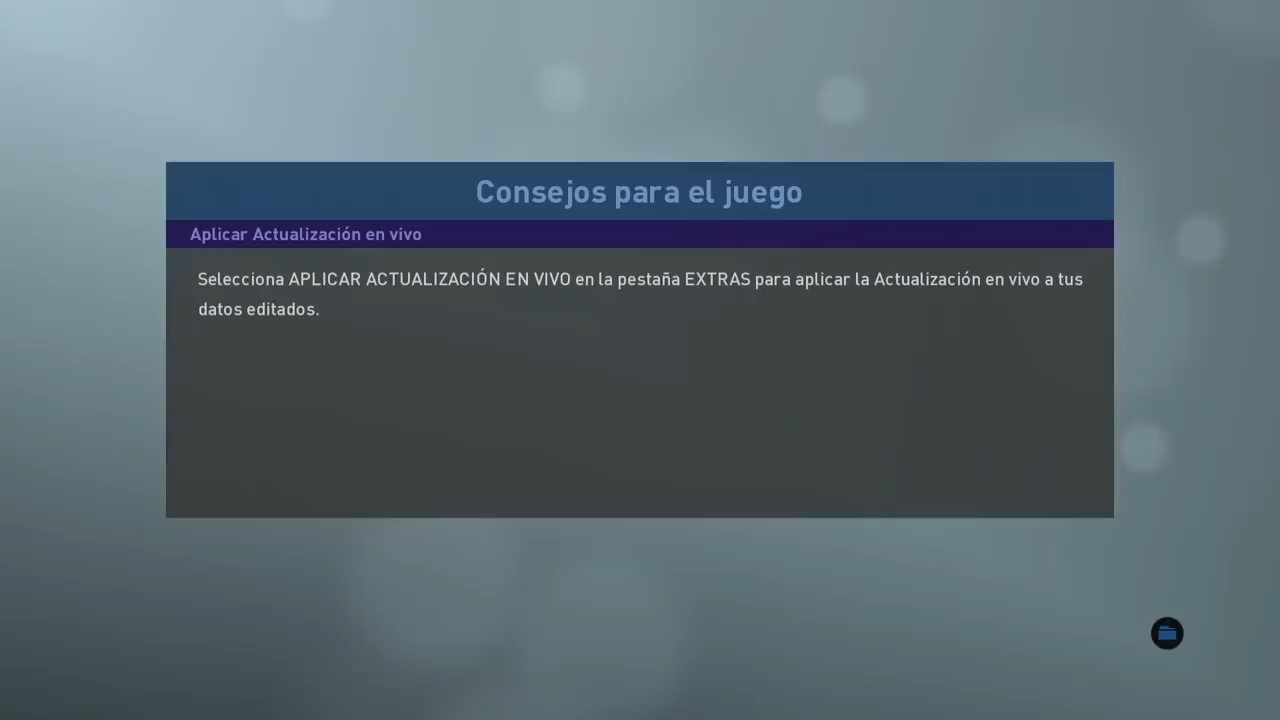 Consejos para el juego
Aplicar Actualización en vivo
Selecciona APLICAR ACTUALIZACIÓN EN VIVO en la pestaña EXTRAS para aplicar la Actualización en vivo a tus
datos editados.